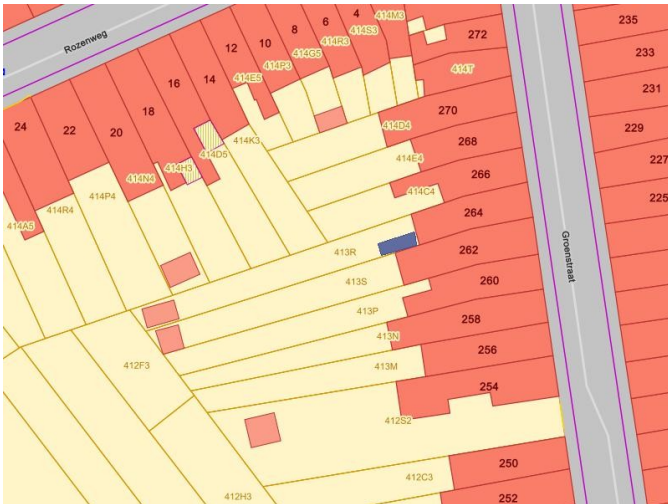 4
414M3
6
414S3
272
235
8
414R3
10
414G5
233
Rozenweg
12
414P3
414T
14
414E5
231
16
270
24
18
414D4
229
22
20
414K3
268
414D5
414E4
227
414H3
266
414N4
414C4
225
414P4
414R4
264
414A5
413R
262
Groenstraat
413S
260
413P
258
413N
256
412F3
413M
254
412S2
250
412C3
412H3
252